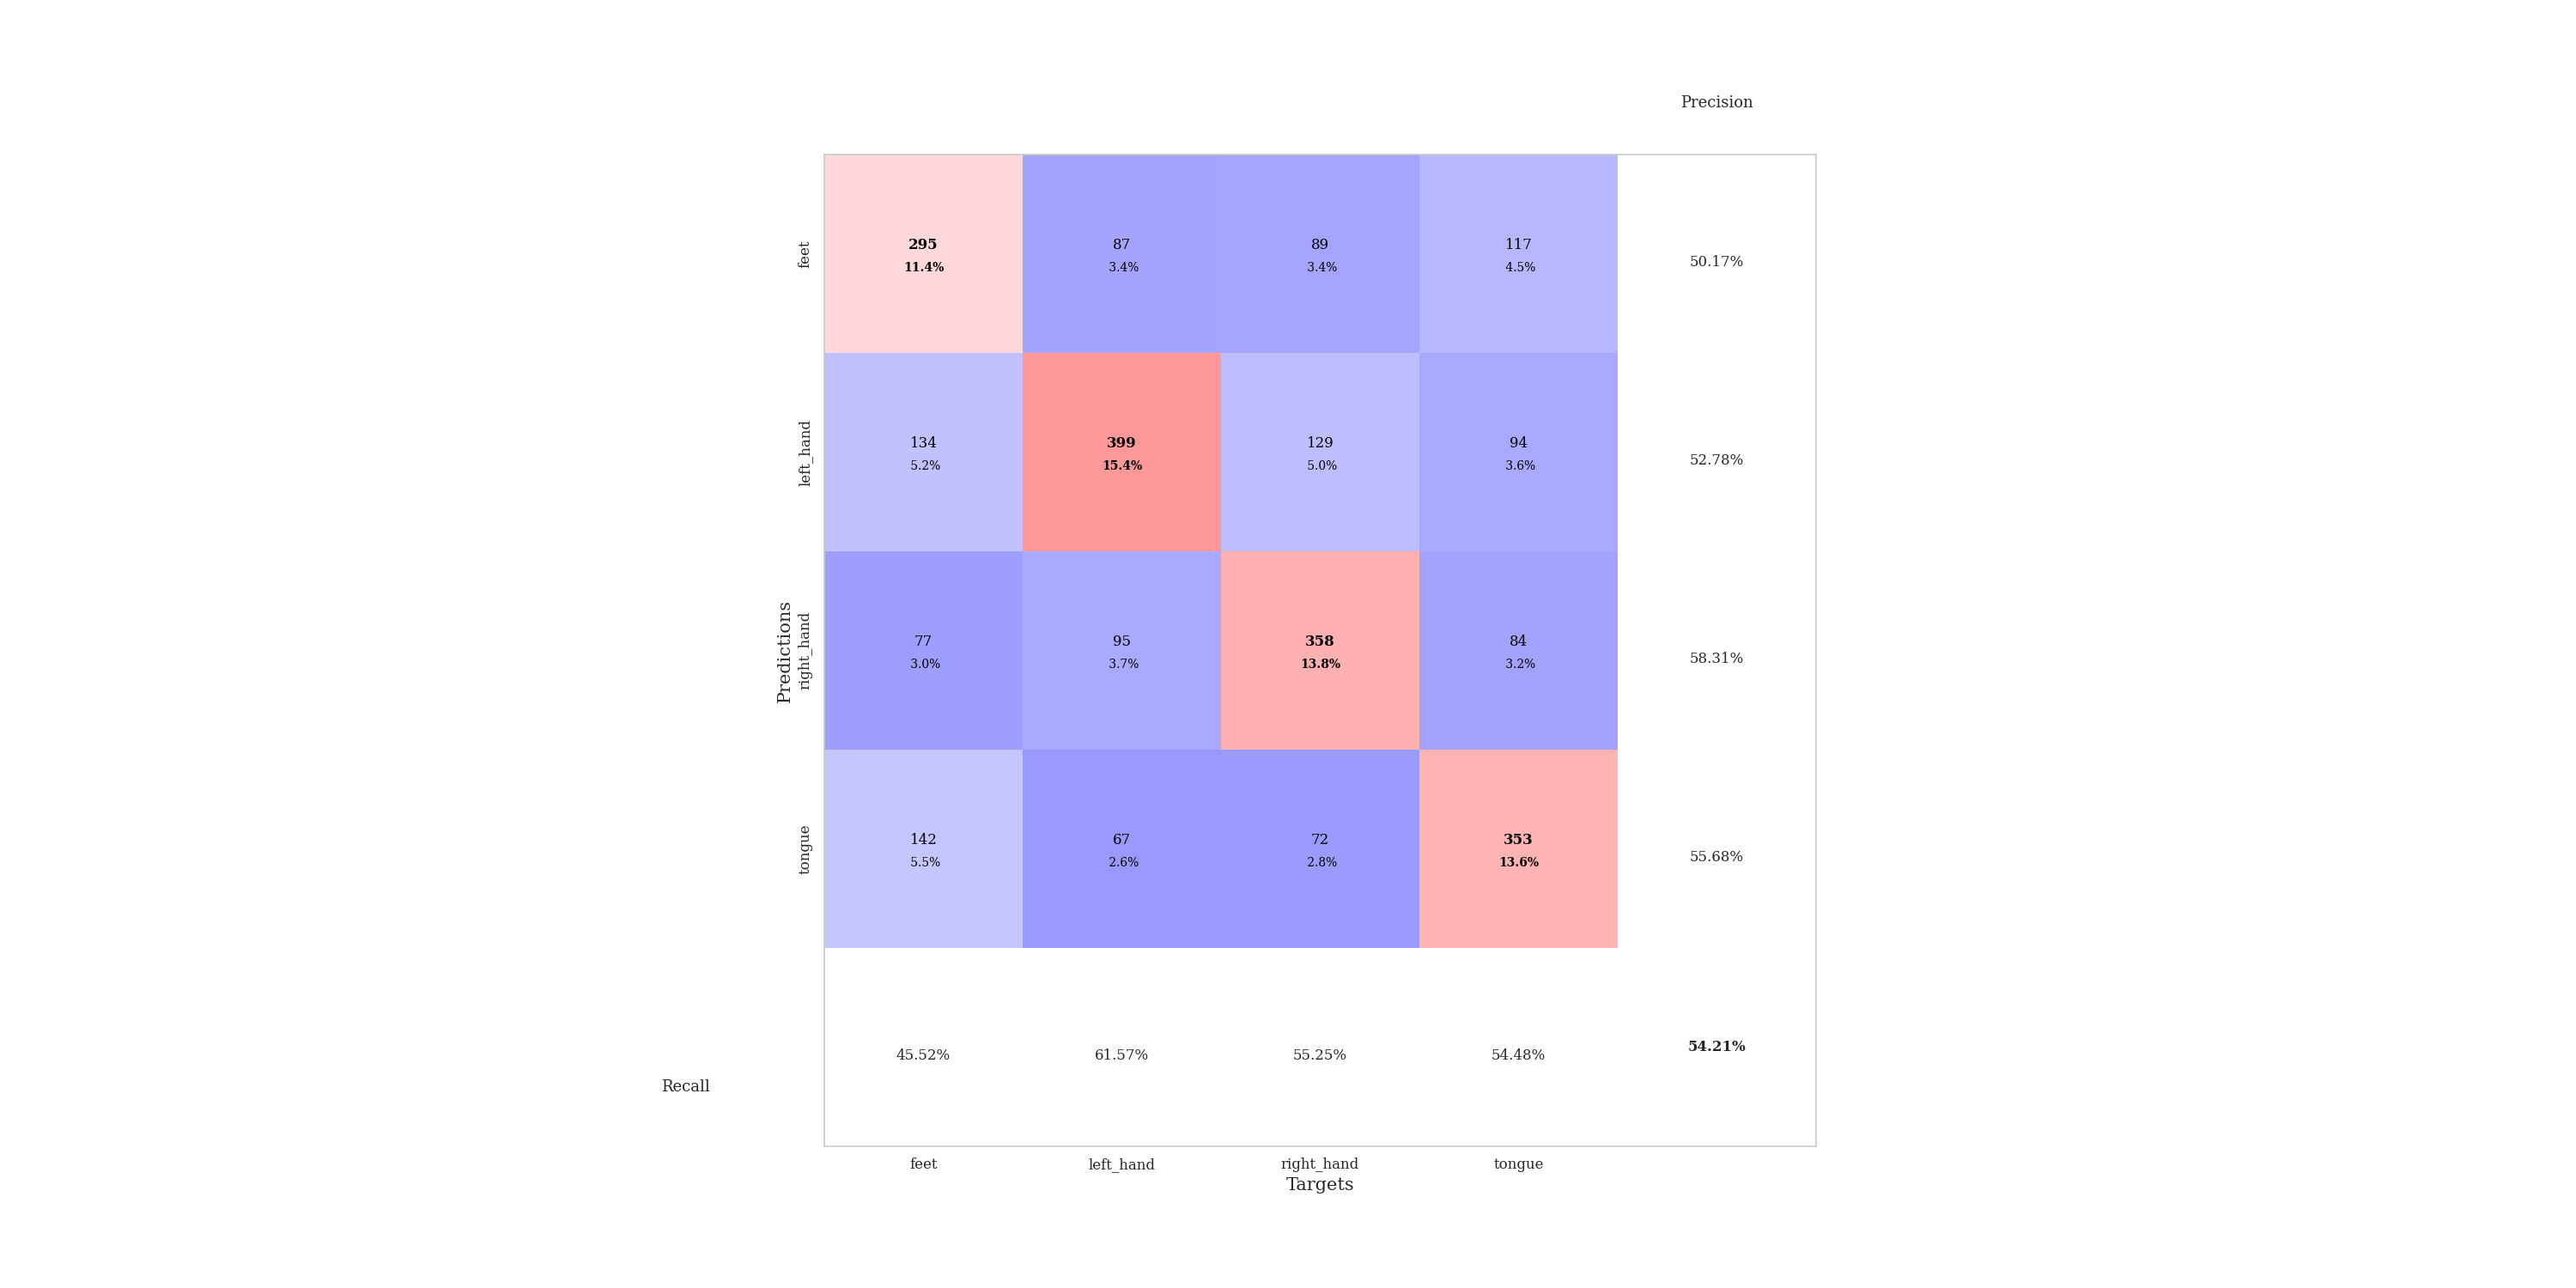 Precision
feet
295 87 89 117 50.17%
11.4% 3.4% 3.4% 4.5%
left_hand
134 399 129 94 52.78%
5.2% 15.4% 5.0% 3.6%
Predictions
right_hand
77 95 358 84 58.31%
3.0% 3.7% 13.8% 3.2%
tongue
142 67 72 353 55.68%
5.5% 2.6% 2.8% 13.6%
45.52% 61.57% 55.25% 54.48% 54.21%
Recall
feet left_hand right_hand tongue
Targets